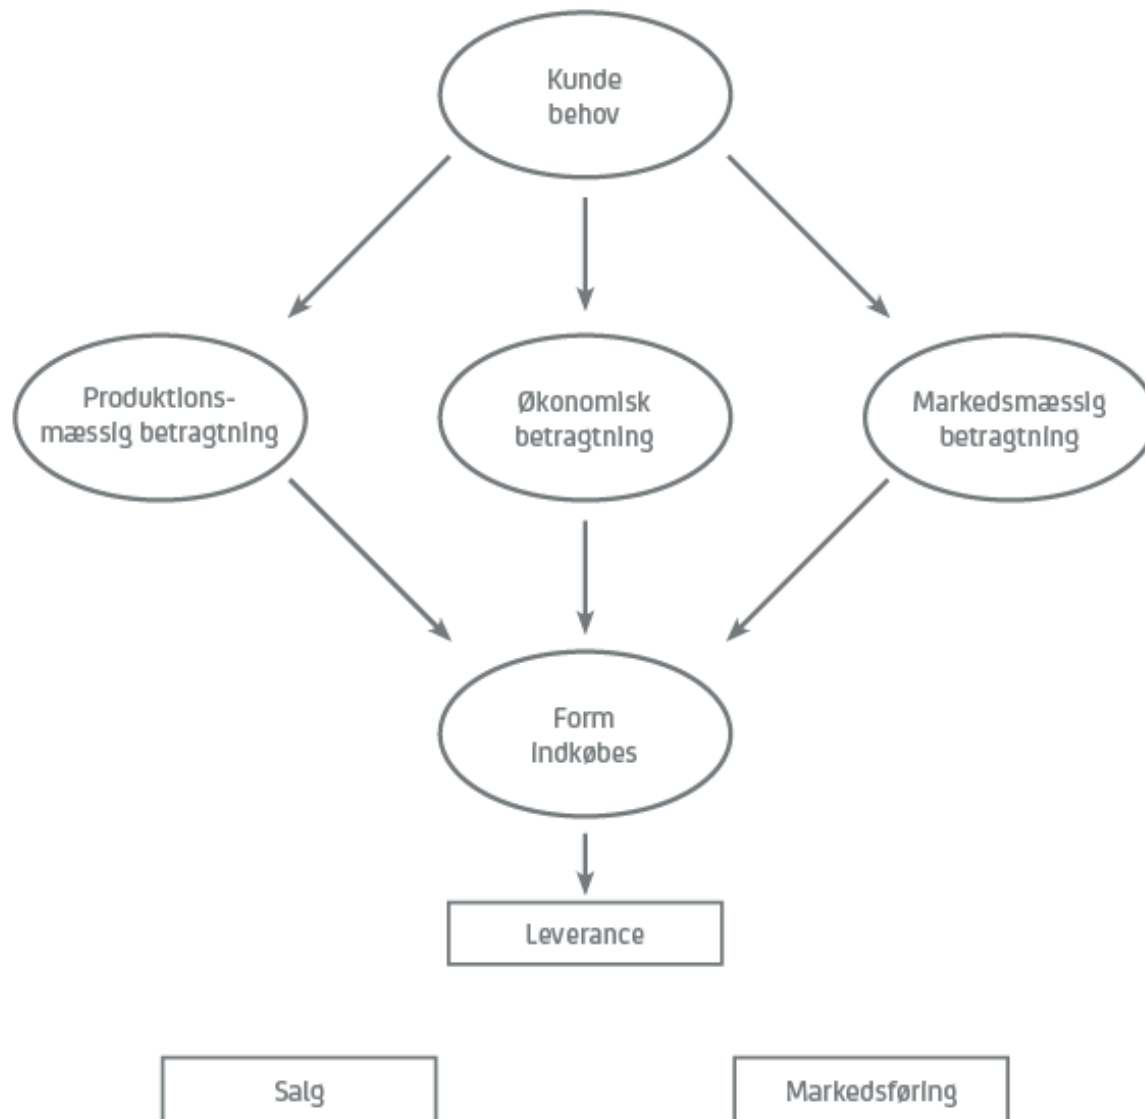 Kunde
behov
Produktions-
mæssig betragtning
Økonomisk
betragtning
Markedsmæssig
betragtning
Form
indkøbes
Leverance
Salg
Markedsføring